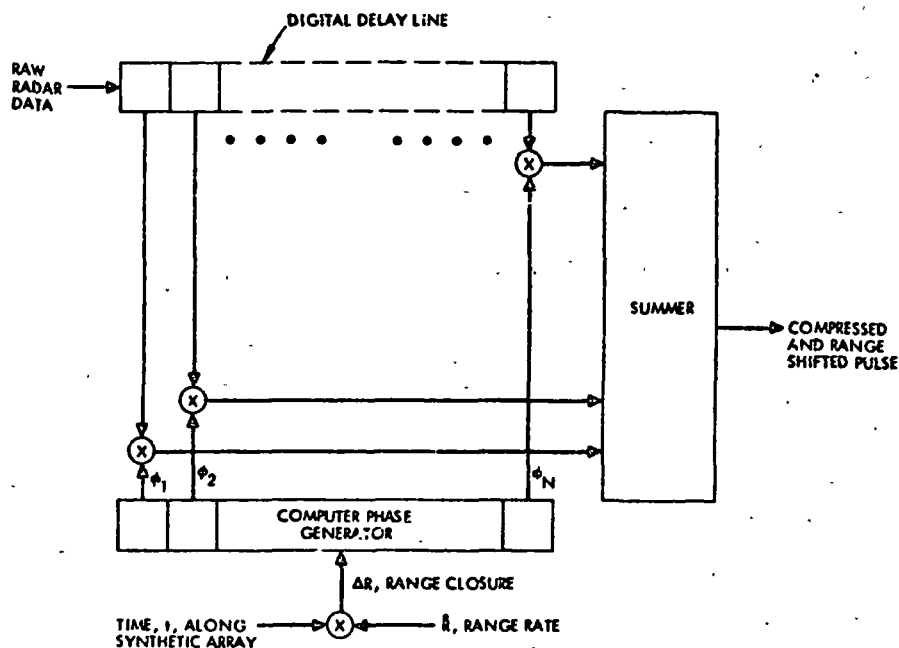 DIGITAL DELAY LINE
RAW
RADAR
DATA
X
SUMMER
COMPRESSED
AND RANGE
SHIFTED PULSE
X
X
ϕ1
ϕ2
ϕN
COMPUTER PHASE
GENERATOR
ΔR, RANGE CLOSURE
TIME, t, ALONG
SYNTHETIC ARRAY
X
Ṙ, RANGE RATE